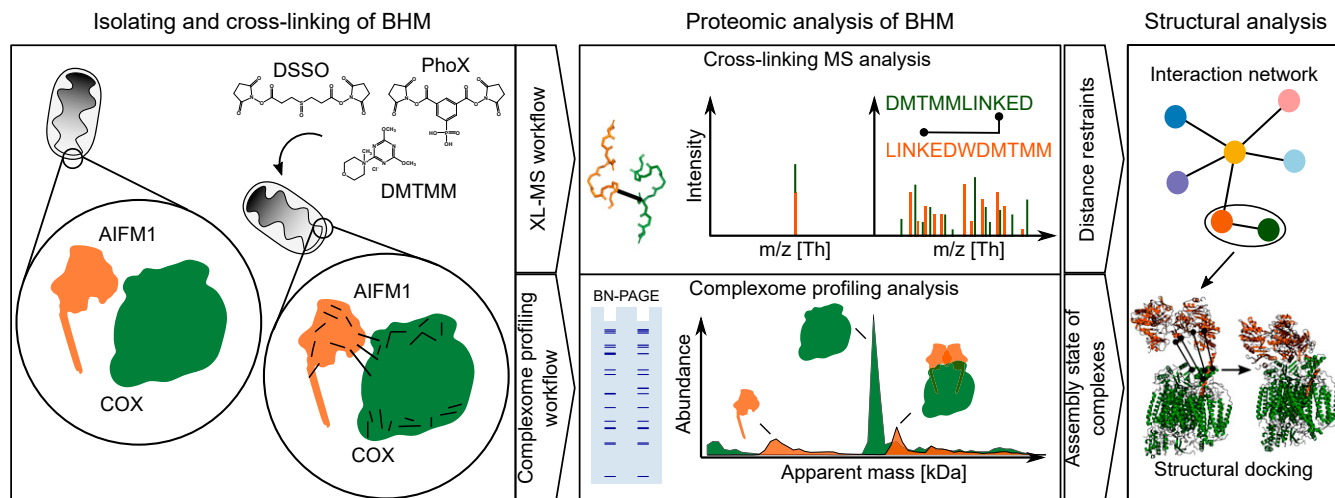 Isolating and cross-linking of BHM
Proteomic analysis of BHM
Structural analysis
DSSO
PhoX
DMTMM
AIFM1
COX
AIFM1
COX
XL-MS workflow
Complexome profiling
workflow
Cross-linking MS analysis
Intensity
m/z [Th]
DMTMMLINKED
LINKEDWDMTMM
m/z [Th]
BN-PAGE
Complexome profiling analysis
Abundance
Apparent mass [kDa]
Distance restraints
Assembly state of
complexes
Interaction network
Structural docking